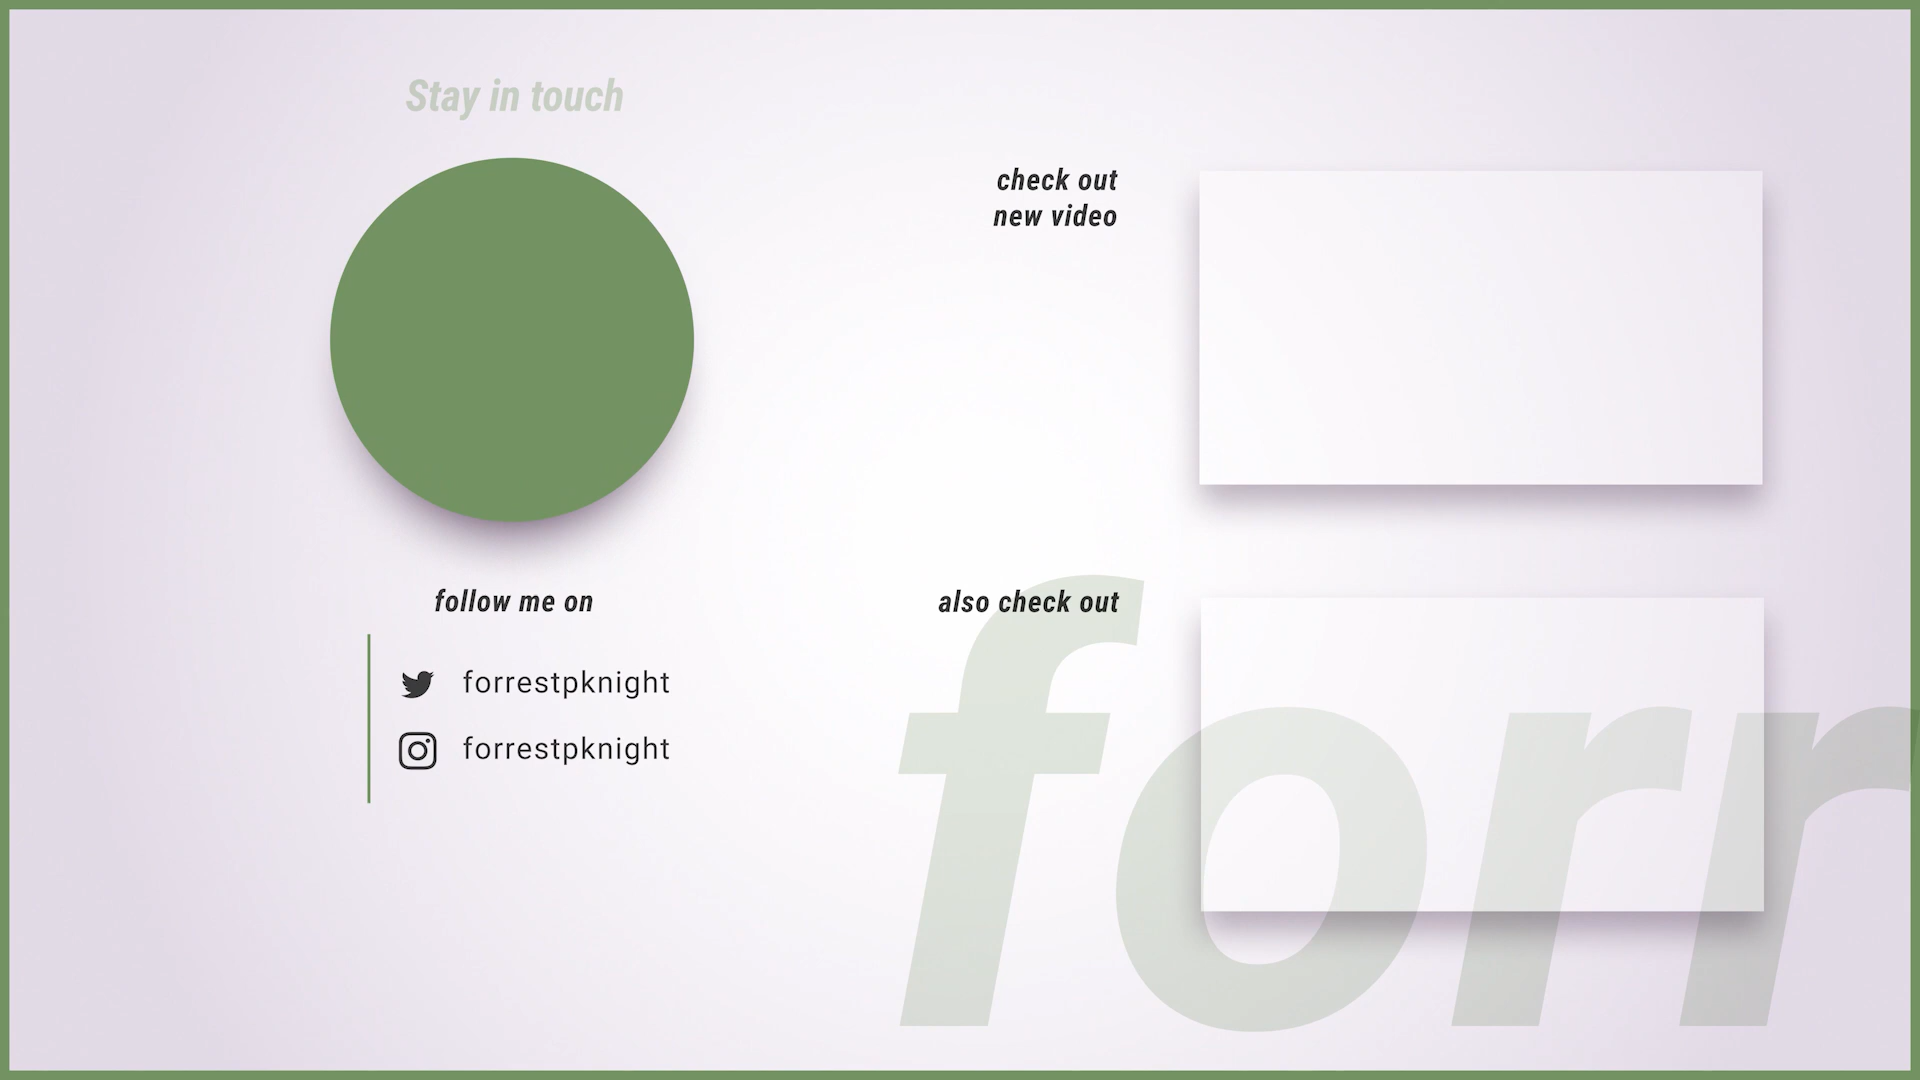 Stay in touch
check out
new video
follow me on
forrestpknight
forrestpknight
also check out
forr